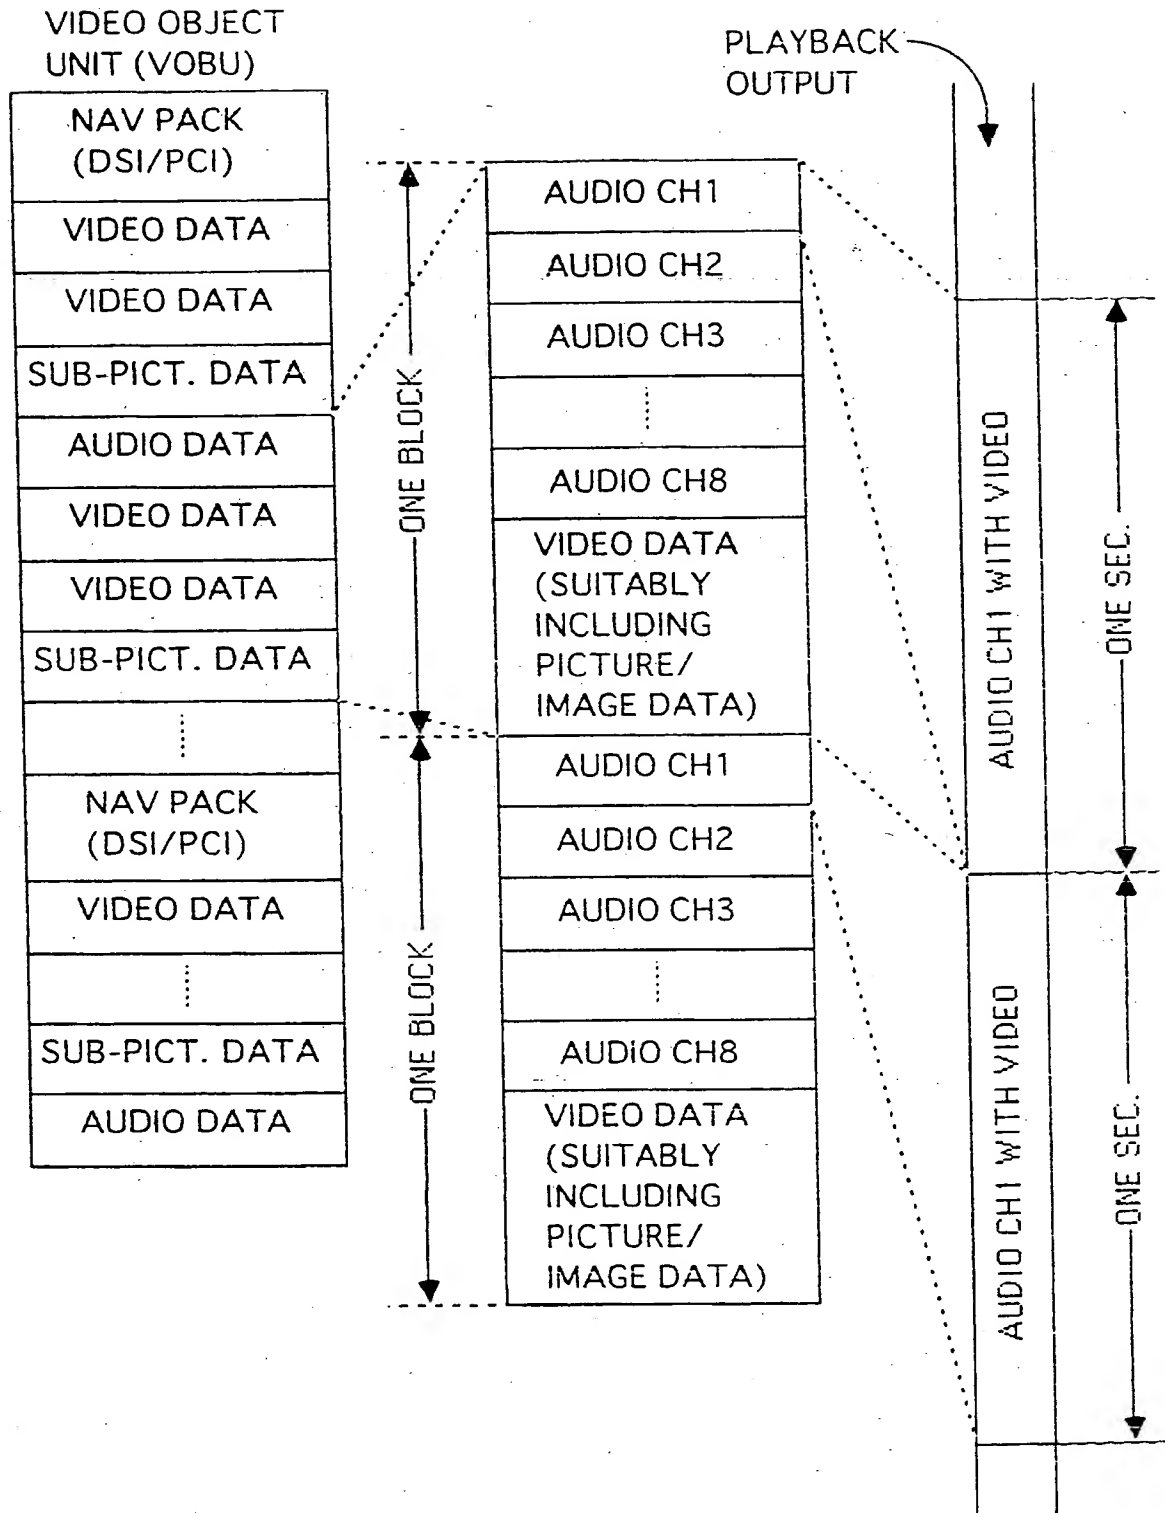 VIDEO OBJECT
UNIT (VOBU)
NAV PACK
(DSI/PCI)
VIDEO DATA
VIDEO DATA
SUB-PICT. DATA
AUDIO DATA
VIDEO DATA
VIDEO DATA
SUB-PICT. DATA
NAV PACK
(DSI/PCI)
VIDEO DATA
SUB-PICT. DATA
AUDIO DATA
ONE BLOCK
ONE BLOCK
AUDIO CH1
AUDIO CH2
AUDIO CH3
AUDIO CH8
VIDEO DATA
(SUITABLY
INCLUDING
PICTURE/
IMAGE DATA)
AUDIO CH1
AUDIO CH2
AUDIO CH3
AUDIO CH8
VIDEO DATA
(SUITABLY
INCLUDING
PICTURE/
IMAGE DATA)
PLAYBACK
OUTPUT
AUDIO CH1 WITH VIDEO
AUDIO CH1 WITH VIDEO
ONE SEC.
ONE SEC.